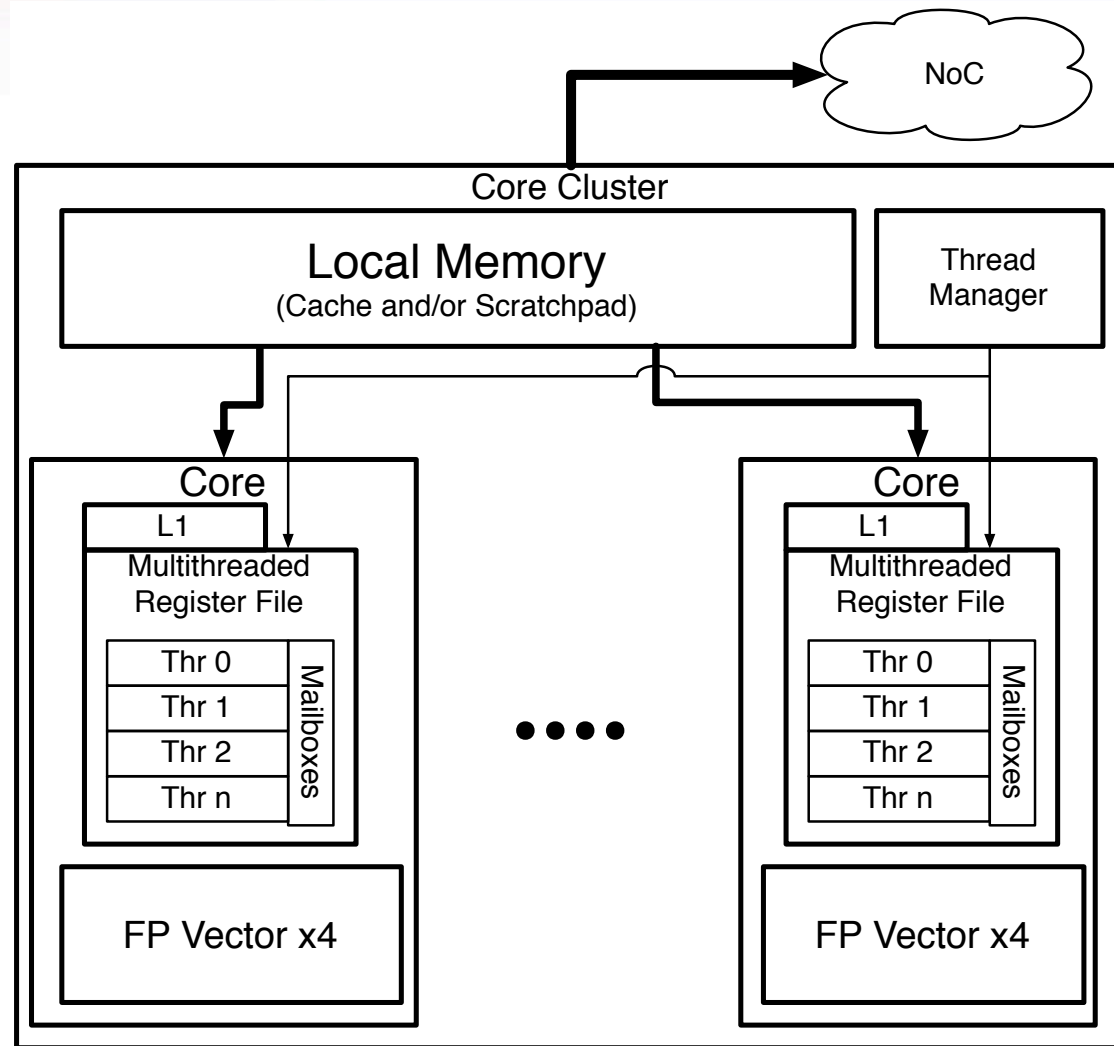 NoC
Core Cluster
Local Memory
(Cache and/or Scratchpad)
Thread
Manager
Core
L1
Multithreaded
Register File
Thr 0
Thr 1
Thr 2
Thr n
Mailboxes
FP Vector x4
Core
L1
Multithreaded
Register File
Thr 0
Thr 1
Thr 2
Thr n
Mailboxes
FP Vector x4